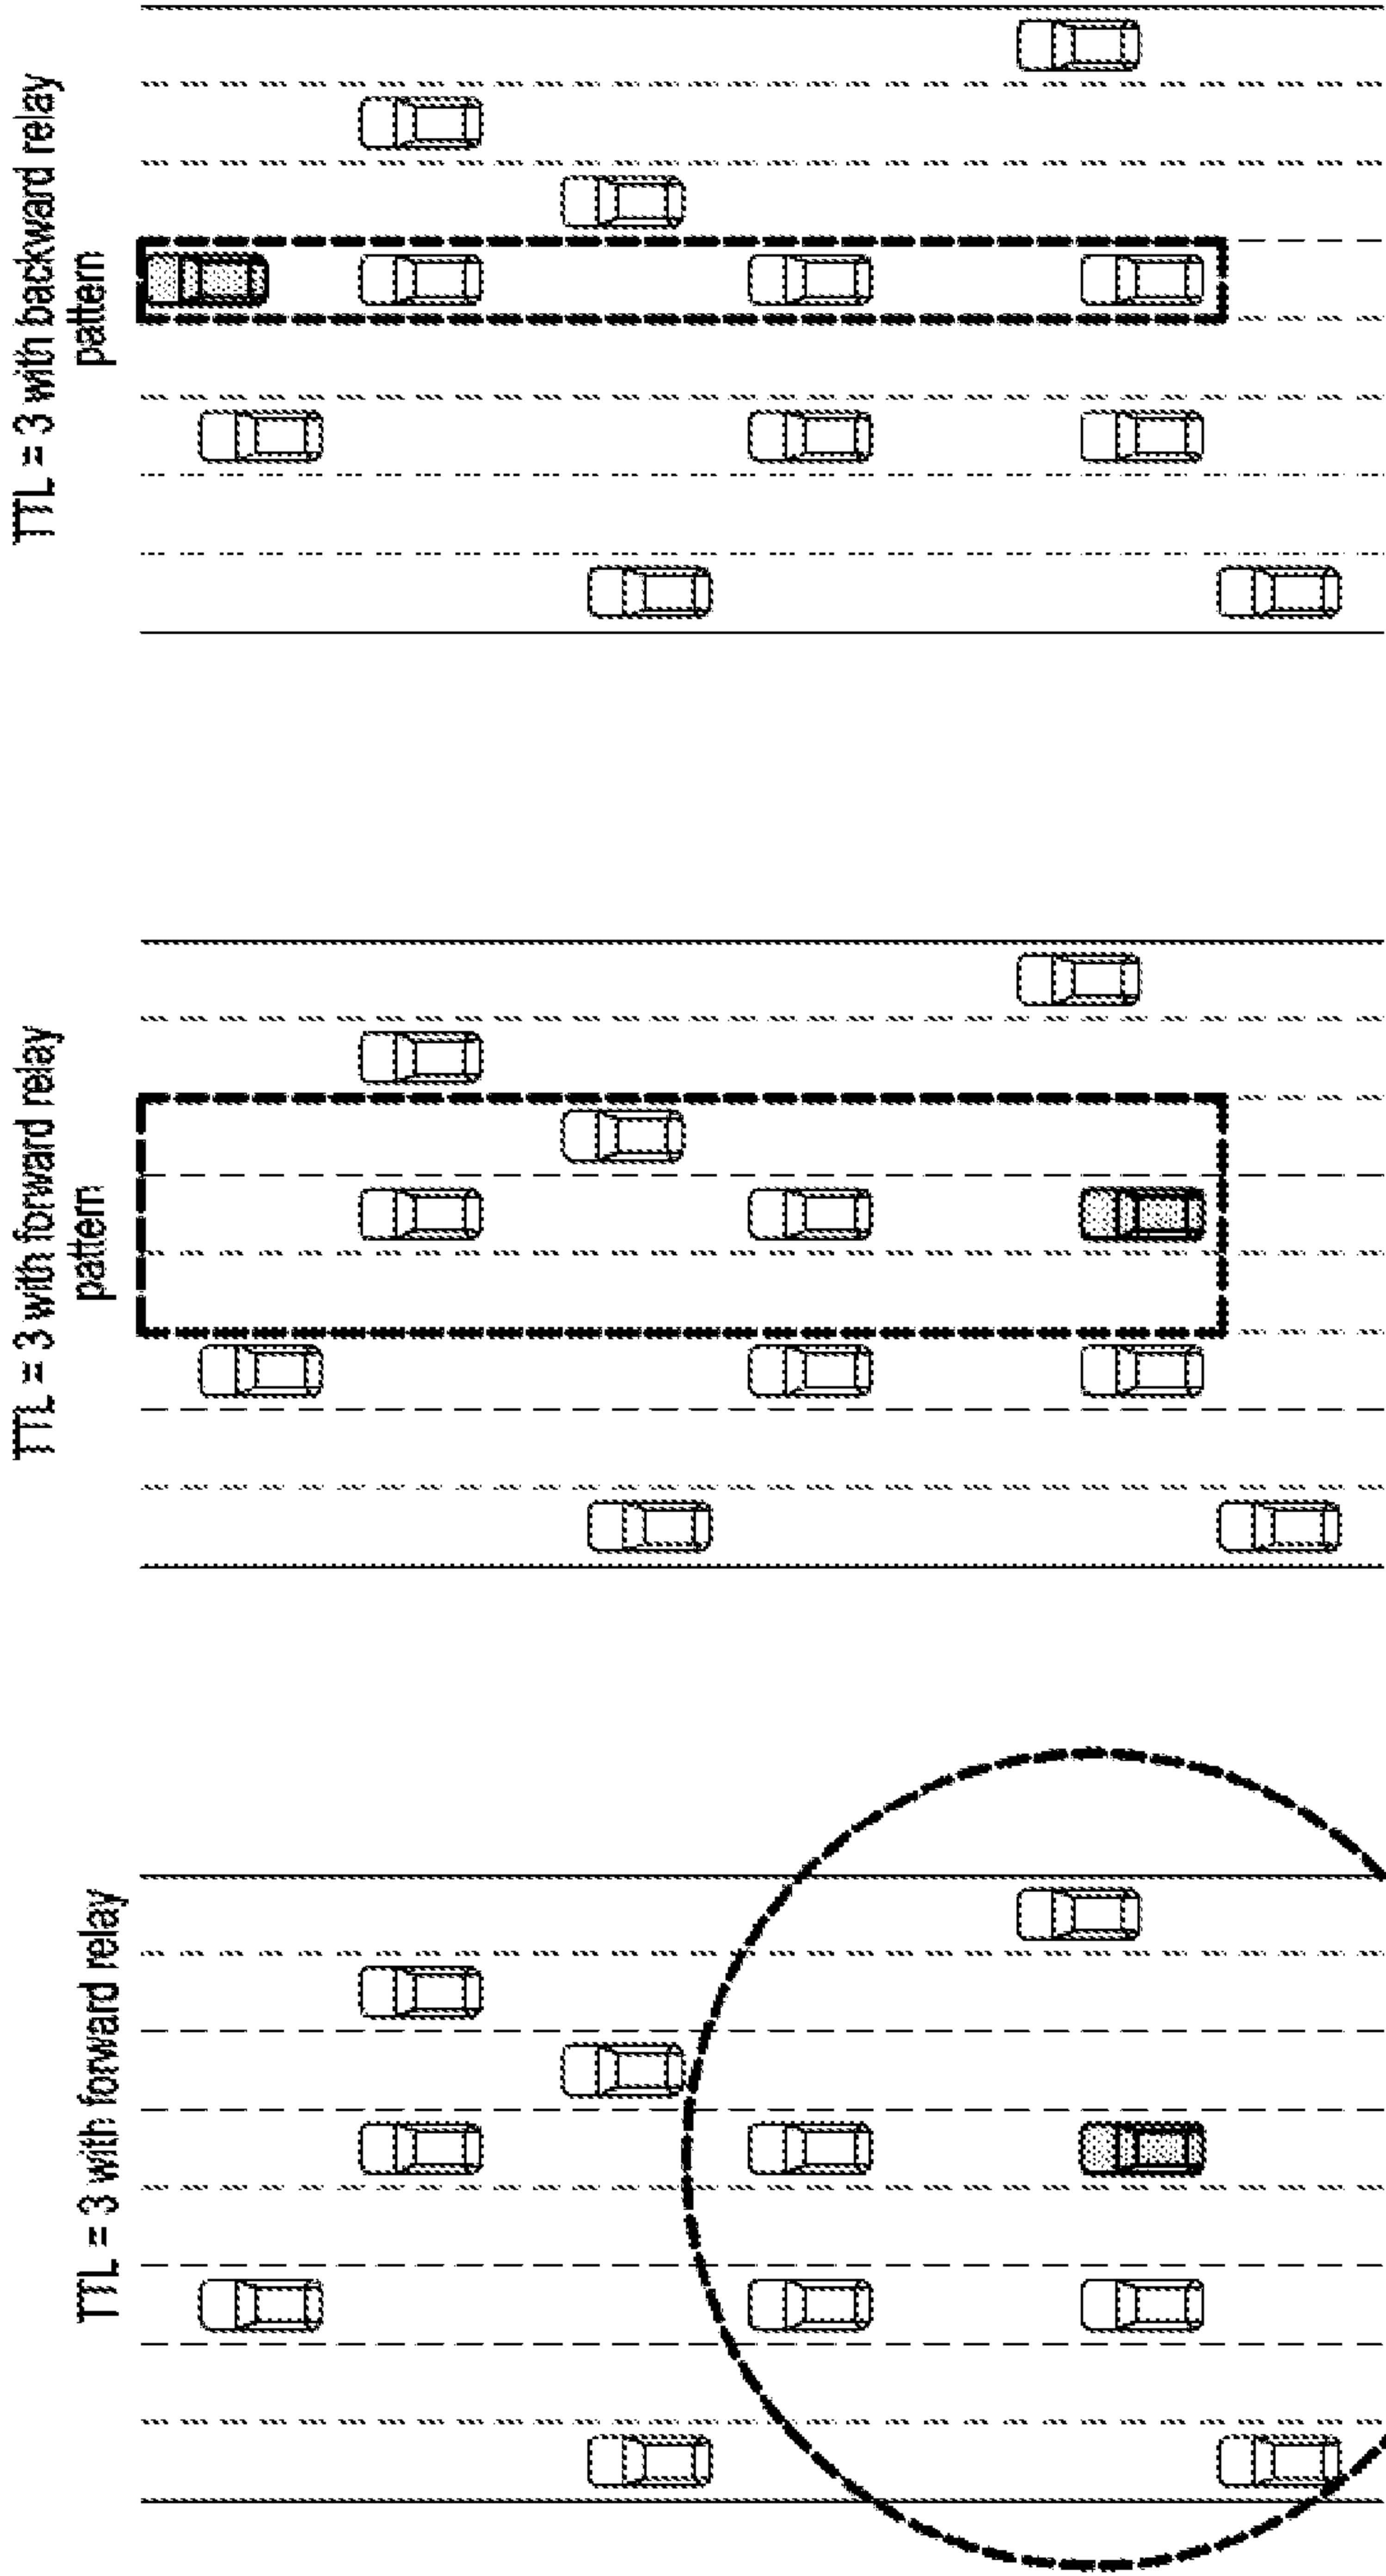 TTL = 3 with forward relay
TTL = 3 with forward relay
pattern
TTL = 3 with backward relay
pattern